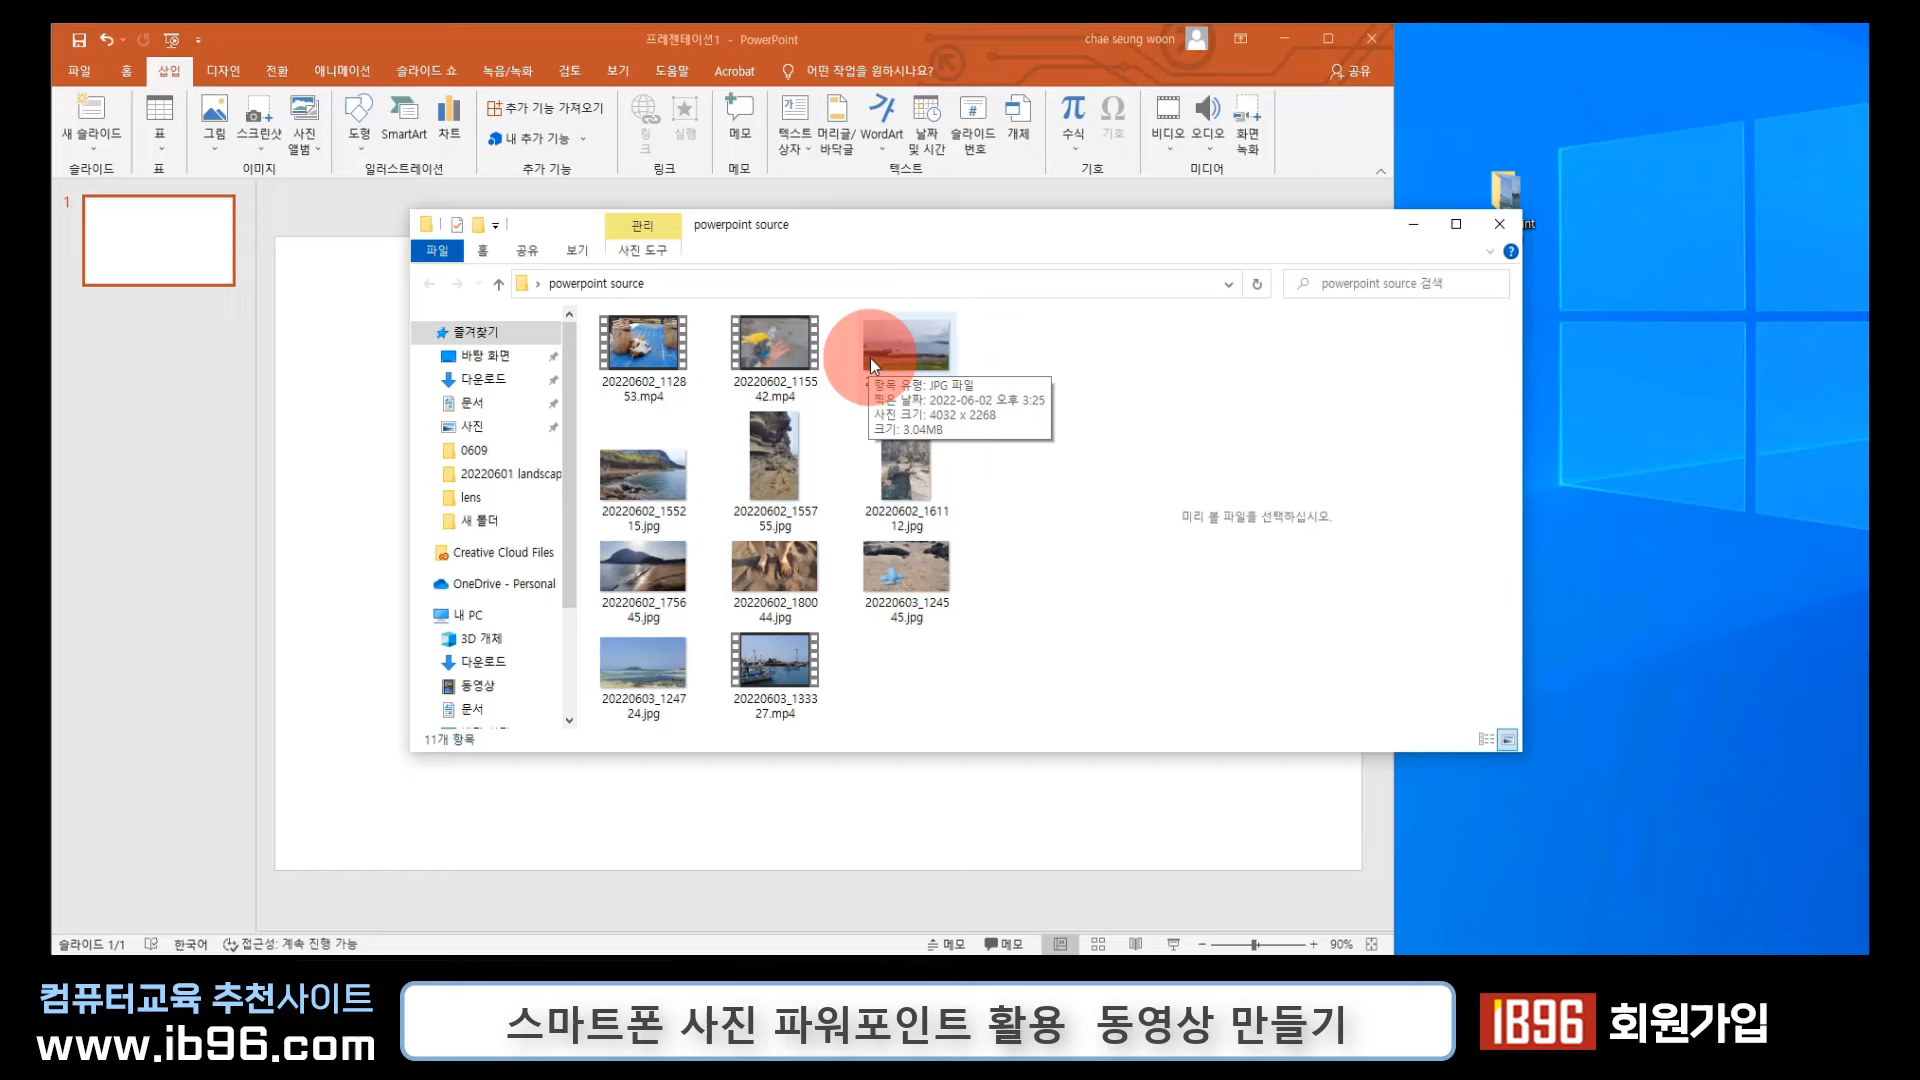 프레젠테이션1 - PowerPoint
chae seung woon
파일 홈 삽입 디자인 전환 애니메이션 슬라이드 쇼 녹음/녹화 검토 보기 도움말 Acrobat 어떤 작업을 원하시나요? 공유
새 슬라이드 표 그림 스크린샷 사진 앨범 도형 SmartArt 차트 추가 기능 가져오기 내 추가 기능 링크 실행 메모 텍스트 상자 머리글/바닥글 WordArt 날짜 및 시간 슬라이드 번호 개체 수식 기호 비디오 오디오 화면 녹화
슬라이드 표 이미지 일러스트레이션 추가 기능 링크 메모 텍스트 기호 미디어
1
관리 powerpoint source
파일 홈 공유 보기 사진 도구
powerpoint source
powerpoint source 검색
즐겨찾기
바탕 화면
다운로드
문서
사진
0609
20220601 landscap
lens
새 폴더
Creative Cloud Files
OneDrive - Personal
내 PC
3D 개체
다운로드
동영상
문서
20220602_1128
53.mp4
20220602_1155
42.mp4
항목 유형: JPG 파일
찍은 날짜: 2022-06-02 오후 3:25
사진 크기: 4032 x 2268
크기: 3.04MB
20220602_1552
15.jpg
20220602_1557
55.jpg
20220602_1611
12.jpg
20220602_1756
45.jpg
20220602_1800
44.jpg
20220603_1245
45.jpg
20220603_1247
24.jpg
20220603_1333
27.mp4
미리 볼 파일을 선택하십시오.
11개 항목
int
슬라이드 1/1 한국어 접근성: 계속 진행 가능 메모 메모 90%
컴퓨터교육 추천사이트
www.ib96.com
스마트폰 사진 파워포인트 활용 동영상 만들기
IB96 회원가입